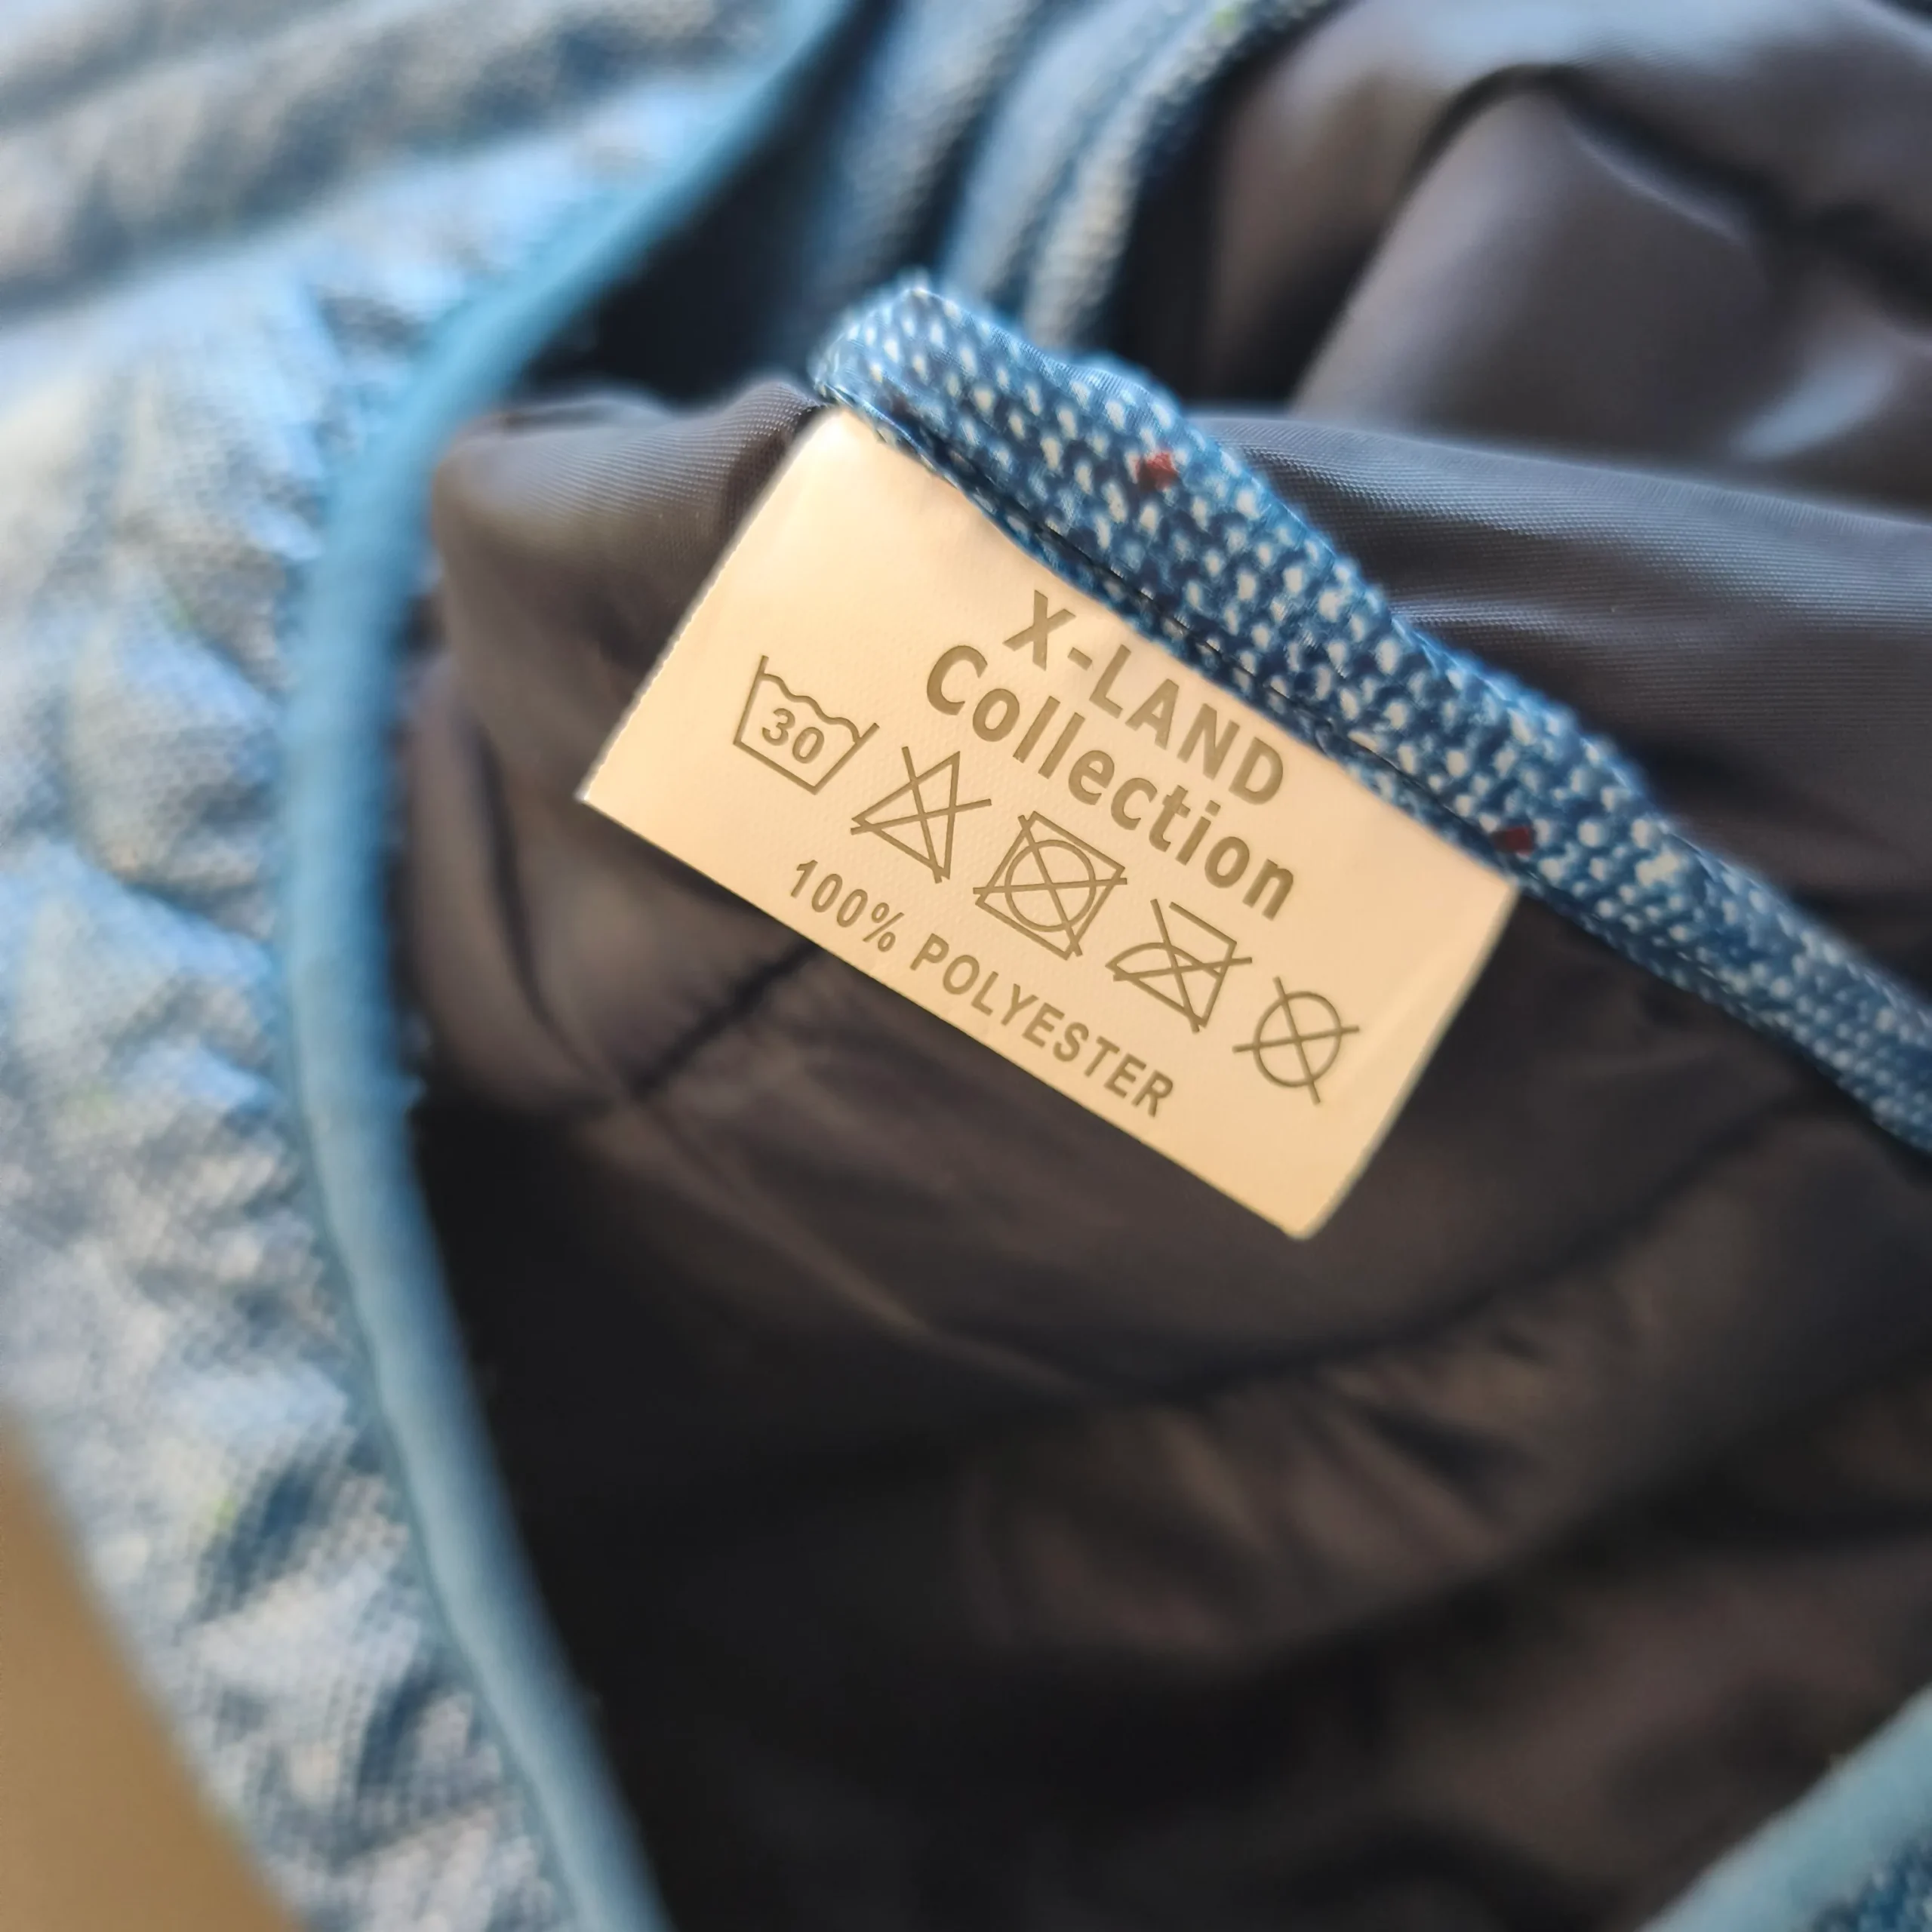 X-LAND
Collection
30
100% POLYESTER